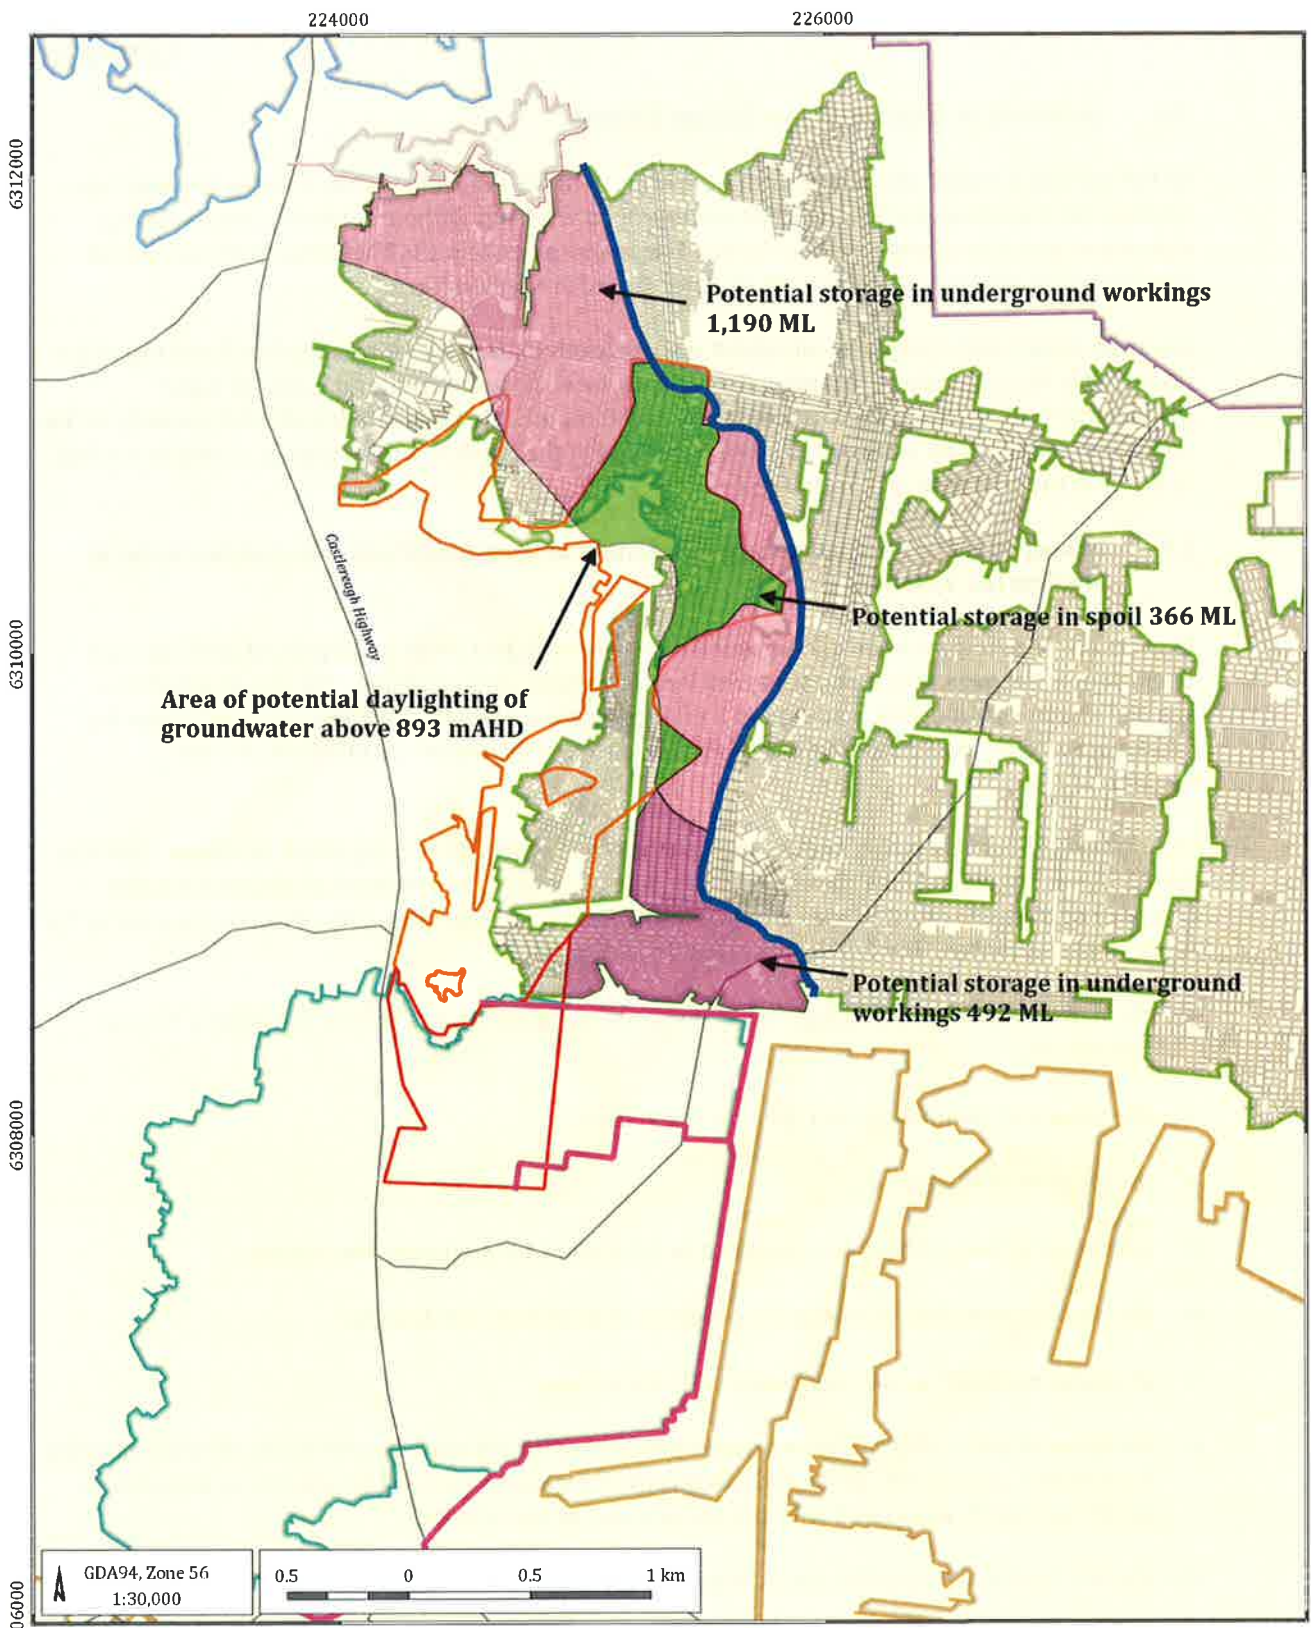 224000
226000
6312000
Potential storage in underground workings
1,190 ML
Castlereagh Highway
Potential storage in spoil 366 ML
6310000
Area of potential daylighting of
groundwater above 893 mAHD
Potential storage in underground
workings 492 ML
6308000
GDA94, Zone 56
1:30,000
0.5
0
0.5
1 km
06000